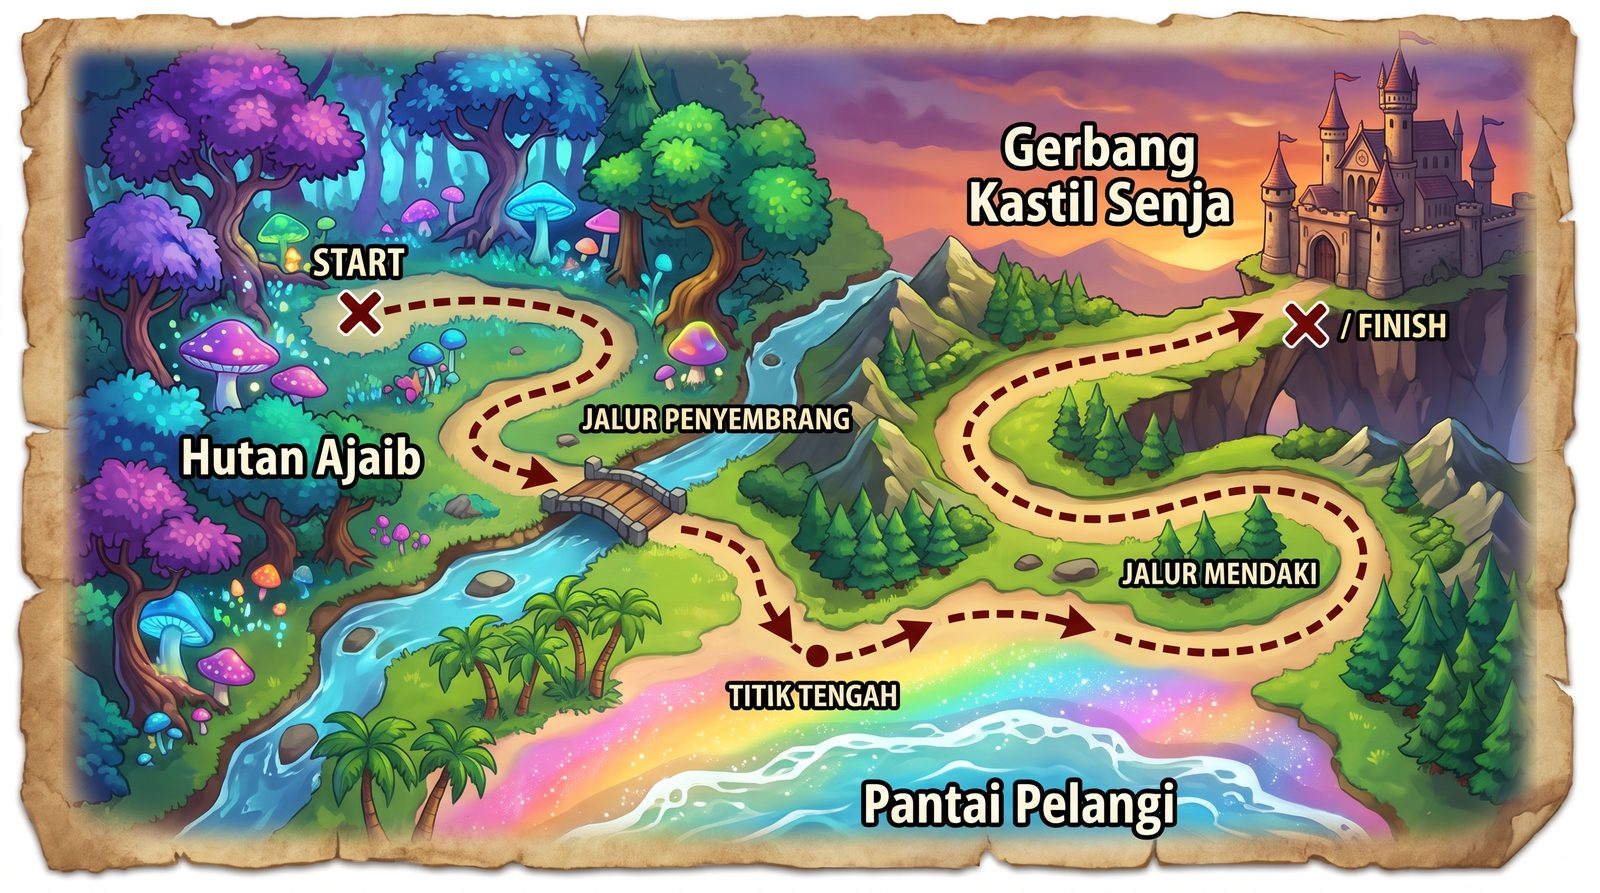 Gerbang
Kastil Senja
START
/ FINISH
JALUR PENYEMBRANG
Hutan Ajaib
JALUR MENDAKI
TITIK TENGAH
Pantai Pelangi